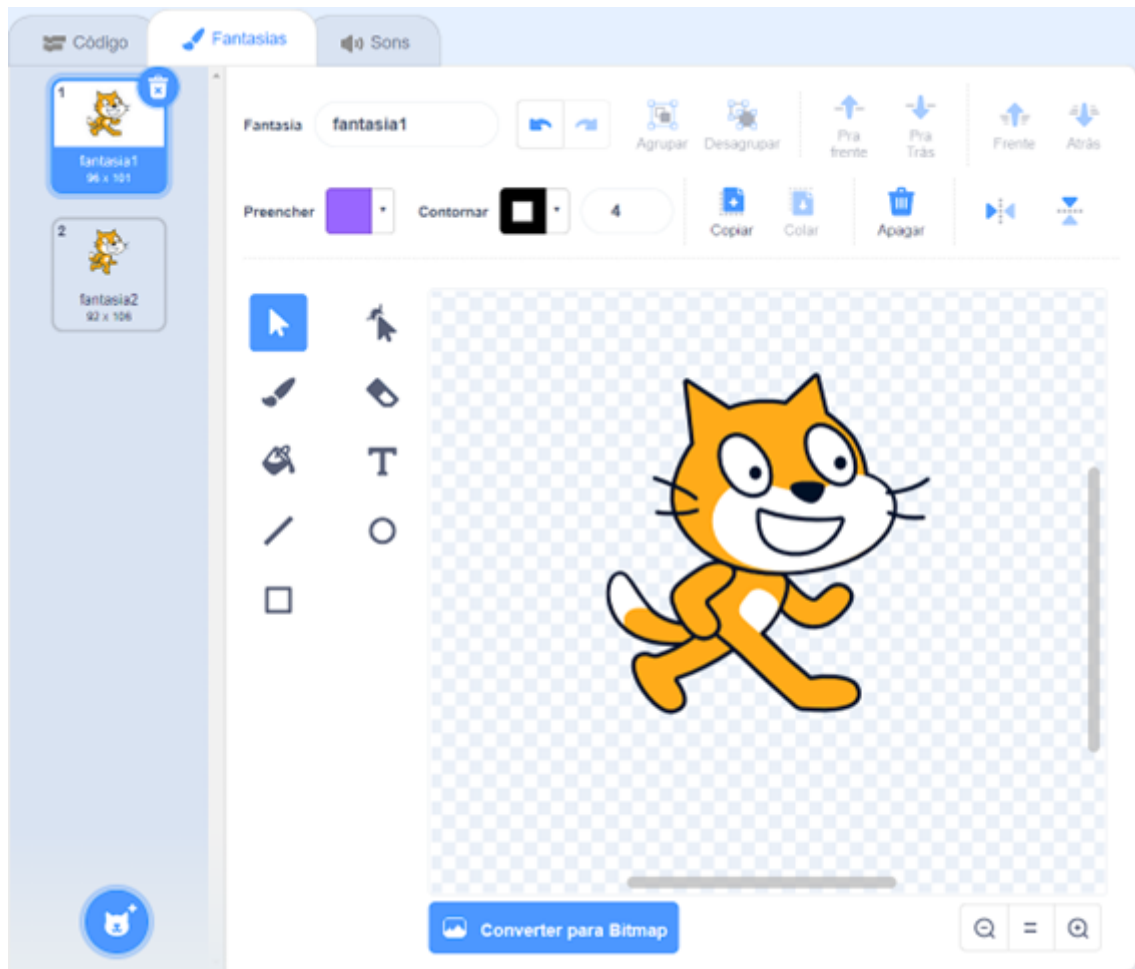 Código
Fantasias
Sons
1
fantasia1
96 x 101
2
fantasia2
92 x 106
Fantasia
fantasia1
Agrupar
Desagrupar
Pra
frente
Pra
Trás
Frente
Atrás
Preencher
Contornar
4
Copiar
Colar
Apagar
T
Converter para Bitmap
=